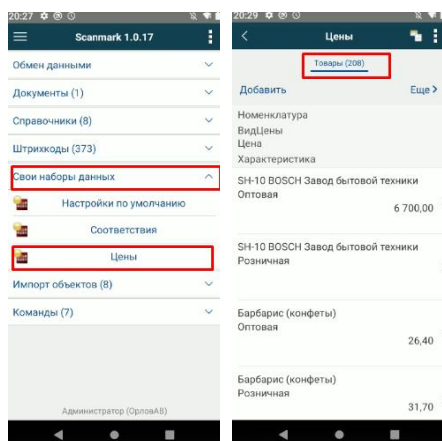 20:27
Scanmark 1.0.17
Обмен данными
Документы (1)
Справочники (8)
Штрихкоды (373)
Свои наборы данных
Настройки по умолчанию
Соответствия
Цены
Импорт объектов (8)
Команды (7)
Администратор (ОрловАВ)
20:29
Цены
Товары (208)
Добавить
Еще
Номенклатура
ВидЦены
Цена
Характеристика
SH-10 BOSCH Завод бытовой техники
Оптовая
6 700,00
SH-10 BOSCH Завод бытовой техники
Розничная
Барбарис (конфеты)
Оптовая
26,40
Барбарис (конфеты)
Розничная
31,70